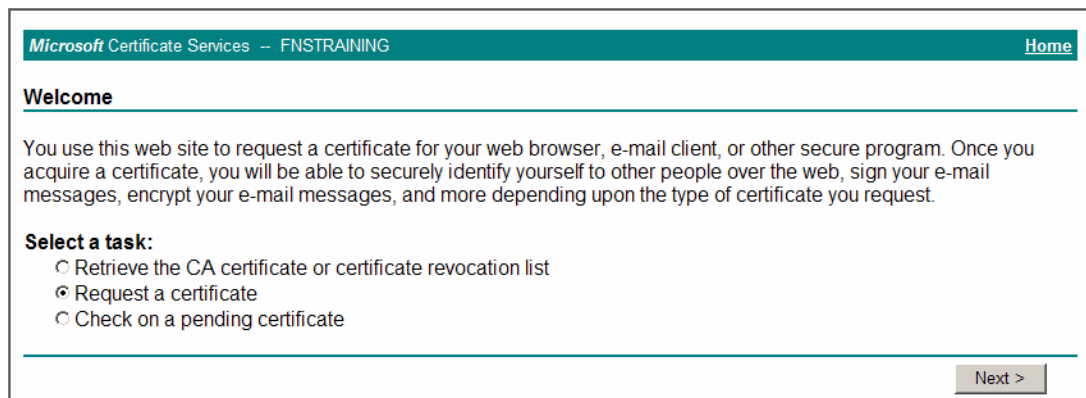 Microsoft Certificate Services -- FNSTRAINING Home
Welcome
You use this web site to request a certificate for your web browser, e-mail client, or other secure program. Once you
acquire a certificate, you will be able to securely identify yourself to other people over the web, sign your e-mail
messages, encrypt your e-mail messages, and more depending upon the type of certificate you request.
Select a task:
Retrieve the CA certificate or certificate revocation list
Request a certificate
Check on a pending certificate
Next >